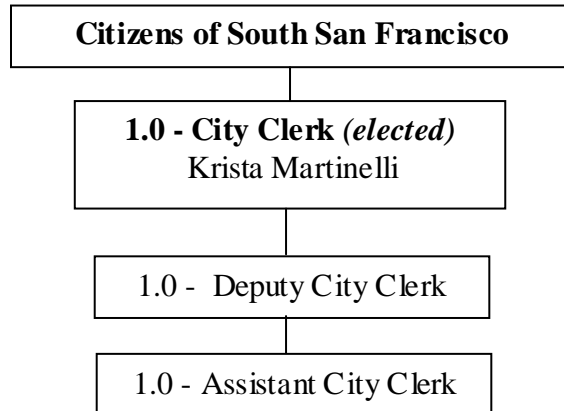 Citizens of South San Francisco
1.0 - City Clerk (elected)
Krista Martinelli
1.0 - Deputy City Clerk
1.0 - Assistant City Clerk